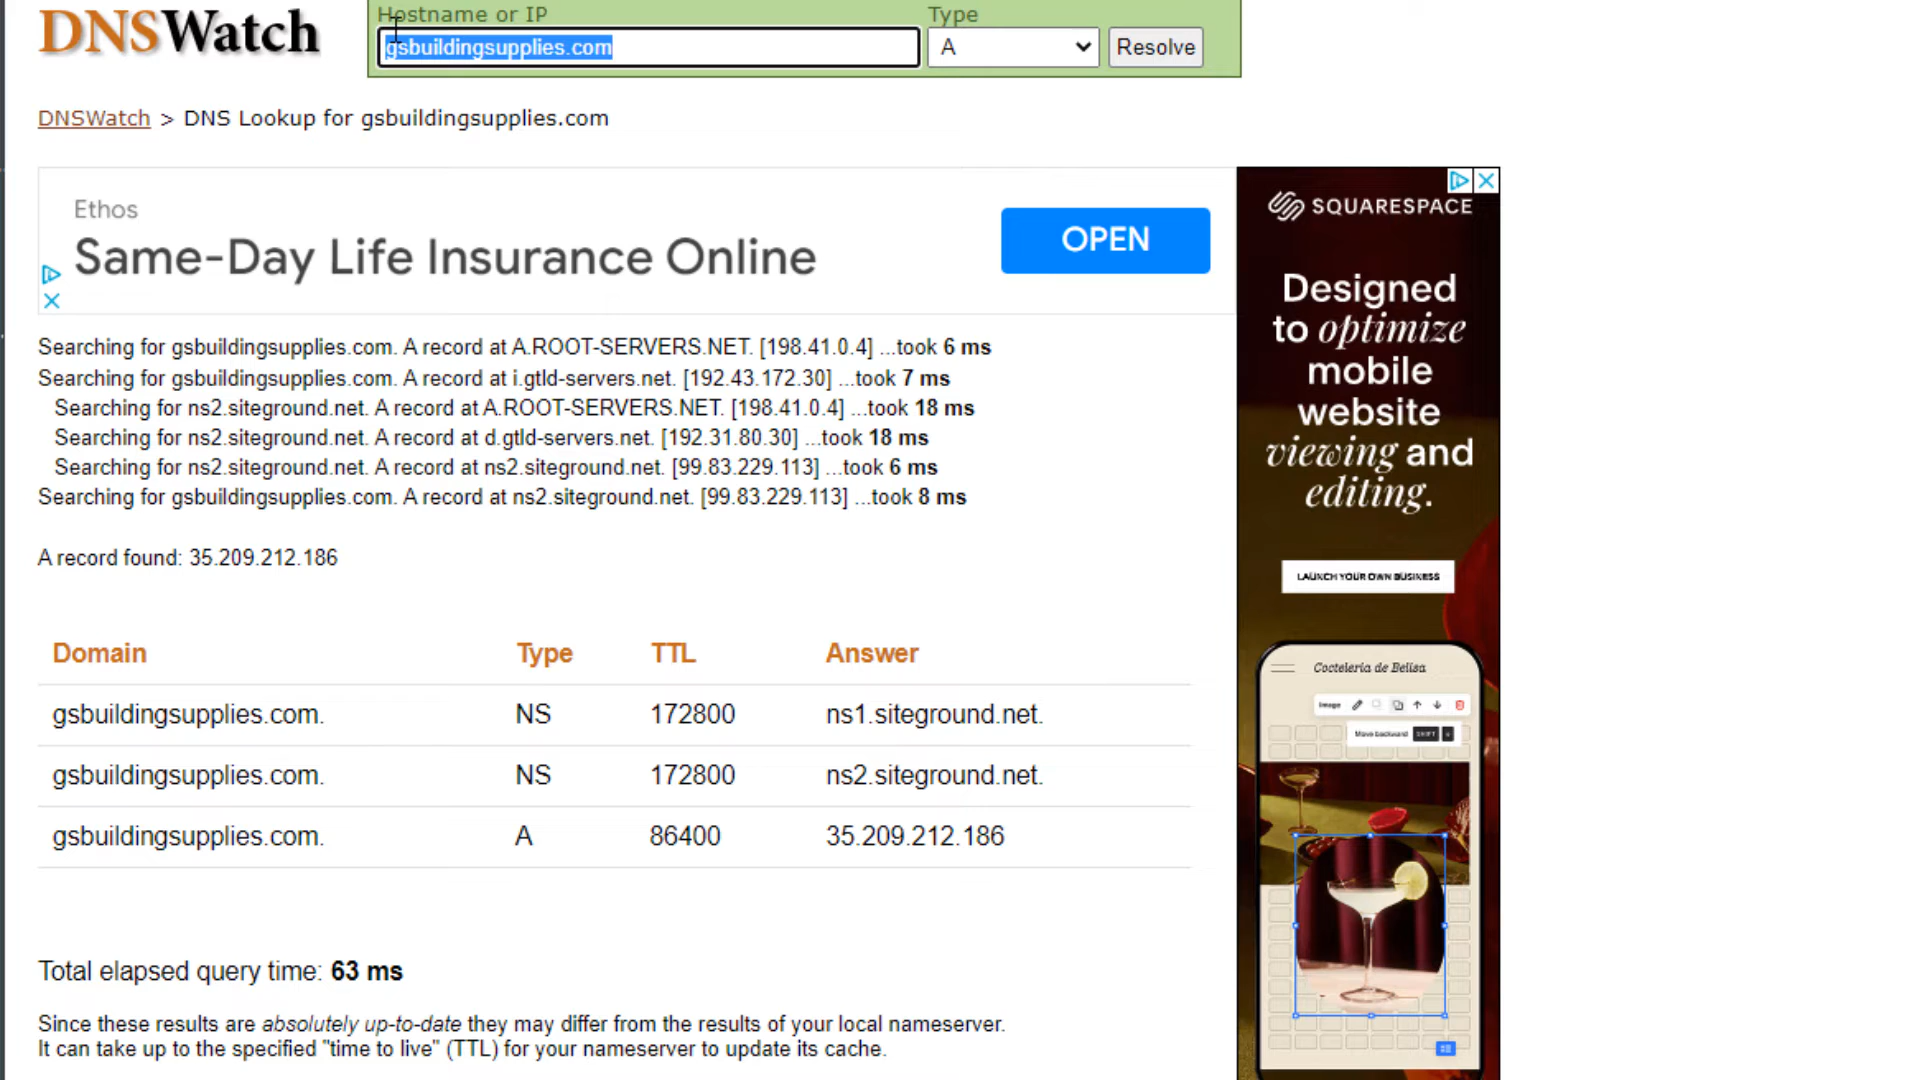 DNSWatch
Hostname or IP
Type
gsbuildingsupplies.com
A
Resolve
DNSWatch > DNS Lookup for gsbuildingsupplies.com
Ethos
Same-Day Life Insurance Online
OPEN
Searching for gsbuildingsupplies.com. A record at A.ROOT-SERVERS.NET. [198.41.0.4] ...took 6 ms
Searching for gsbuildingsupplies.com. A record at i.gtld-servers.net. [192.43.172.30] ...took 7 ms
Searching for ns2.siteground.net. A record at A.ROOT-SERVERS.NET. [198.41.0.4] ...took 18 ms
Searching for ns2.siteground.net. A record at d.gtld-servers.net. [192.31.80.30] ...took 18 ms
Searching for ns2.siteground.net. A record at ns2.siteground.net. [99.83.229.113] ...took 6 ms
Searching for gsbuildingsupplies.com. A record at ns2.siteground.net. [99.83.229.113] ...took 8 ms
A record found: 35.209.212.186
Domain Type TTL Answer
gsbuildingsupplies.com. NS 172800 ns1.siteground.net.
gsbuildingsupplies.com. NS 172800 ns2.siteground.net.
gsbuildingsupplies.com. A 86400 35.209.212.186
Total elapsed query time: 63 ms
Since these results are absolutely up-to-date they may differ from the results of your local nameserver.
It can take up to the specified "time to live" (TTL) for your nameserver to update its cache.
SQUARESPACE
Designed
to optimize
mobile
website
viewing and
editing.
LAUNCH YOUR OWN BUSINESS
Cocteleria de Belisa
Image
Move backward SHIFT